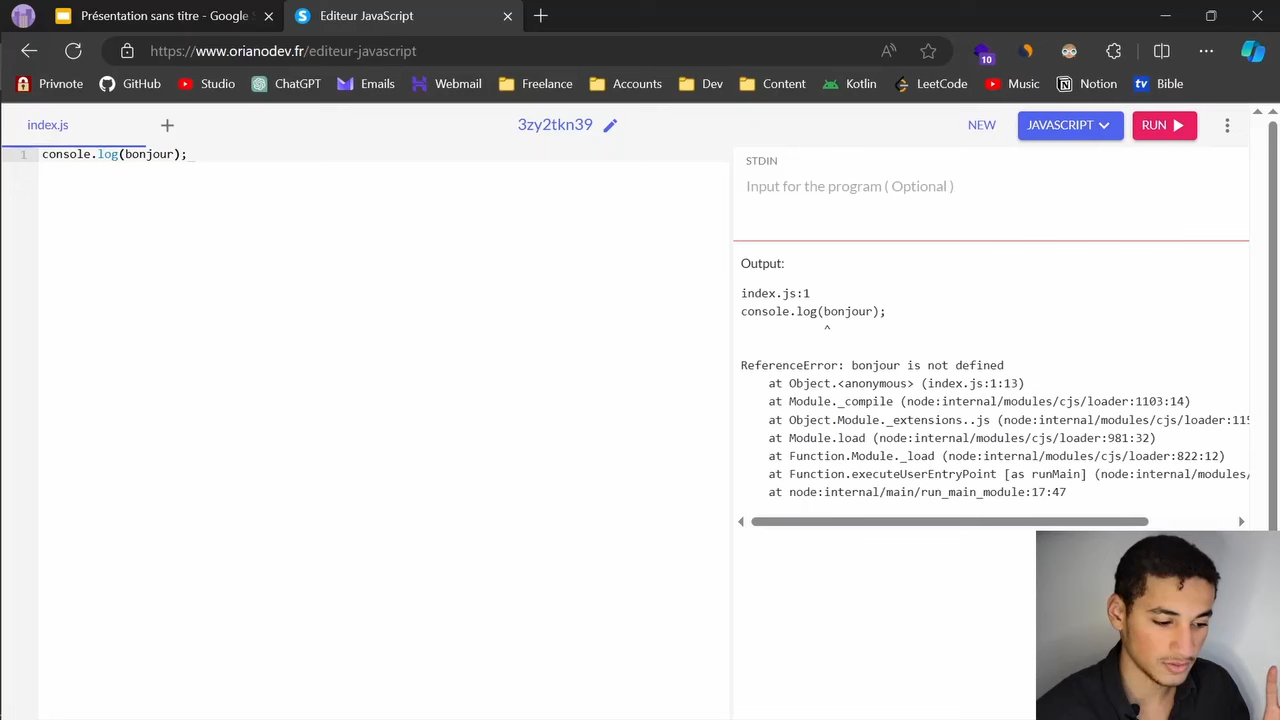 Présentation sans titre - Google S
Editeur JavaScript
https://www.orianodev.fr/editeur-javascript
10
Privnote
GitHub
Studio
ChatGPT
Emails
Wermail
Freelance
Accounts
Dev
Content
Kotlin
LeetCode
Music
Notion
tv Bible
index.js
3zy2tkn39
NEW
JAVASCRIPT
RUN
1 console.log(bonjour);
STDIN
Input for the program ( Optional )
Output:
index.js:1
console.log(bonjour);
^
ReferenceError: bonjour is not defined
at Object.<anonymous> (index.js:1:13)
at Module._compile (node:internal/modules/cjs/loader:1103:14)
at Object.Module._extensions..js (node:internal/modules/cjs/loader:115
at Module.load (node:internal/modules/cjs/loader:981:32)
at Function.Module._load (node:internal/modules/cjs/loader:822:12)
at Function.executeUserEntryPoint [as runMain] (node:internal/modules/
at node:internal/main/run_main_module:17:47